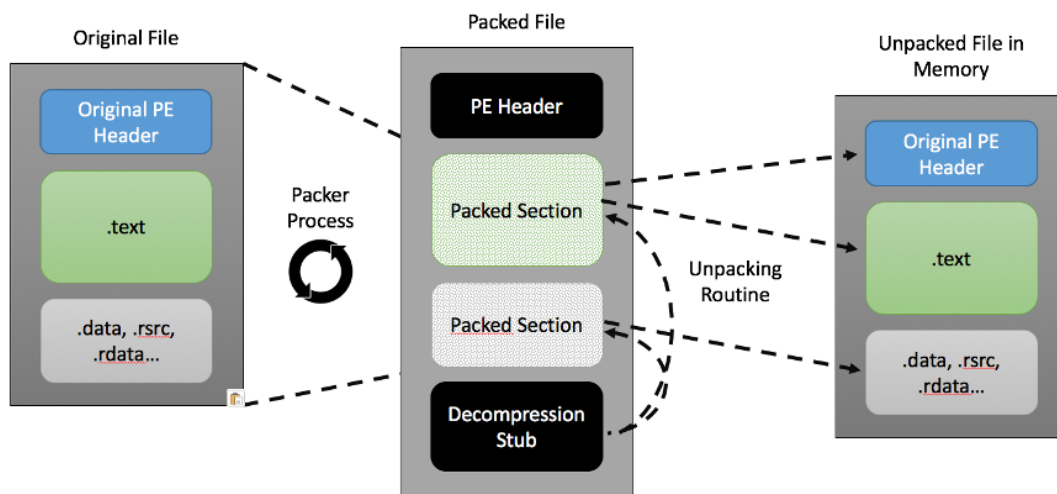 Original File
Original PE
Header
.text
.data, .rsrc,
.rdata...
Packer
Process
Packed File
PE Header
Packed Section
Packed Section
Decompression
Stub
Unpacking
Routine
Unpacked File in
Memory
Original PE
Header
.text
.data, .rsrc,
.rdata...